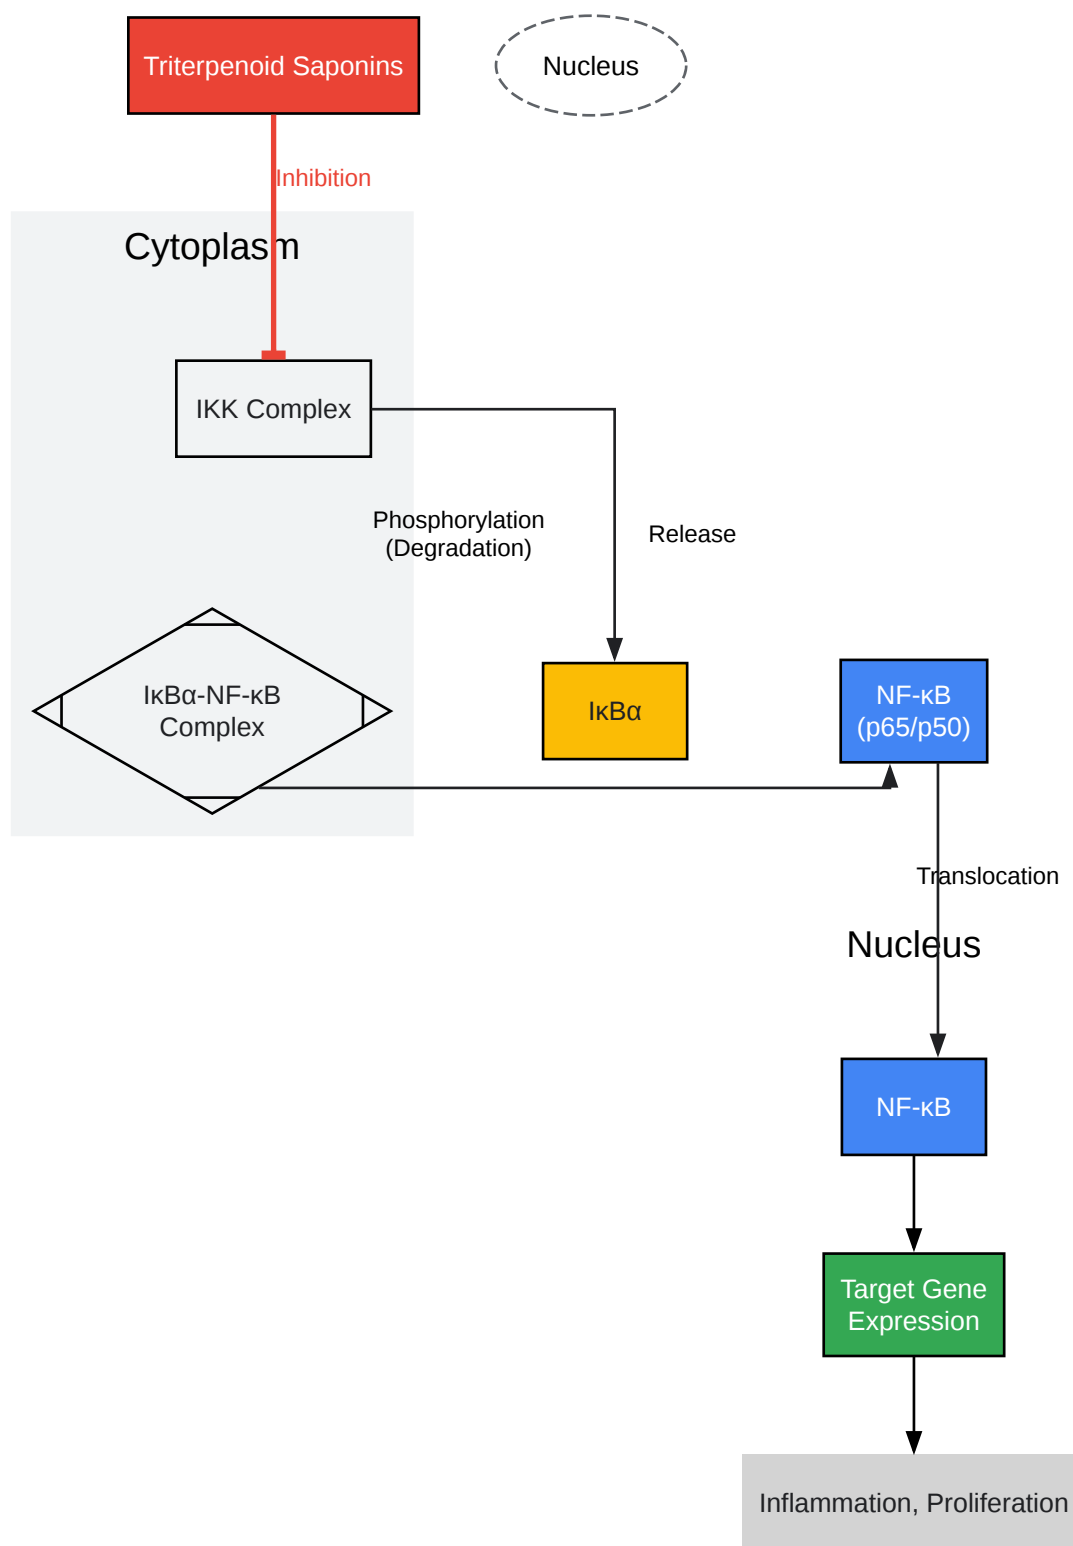 Triterpenoid Saponins
Nucleus
Inhibition
Cytoplasm
IKK Complex
Phosphorylation
(Degradation)
Release
IκBα-NF-κB
Complex
IκBα
NF-κB
(p65/p50)
Translocation
Nucleus
NF-κB
Target Gene
Expression
Inflammation, Proliferation